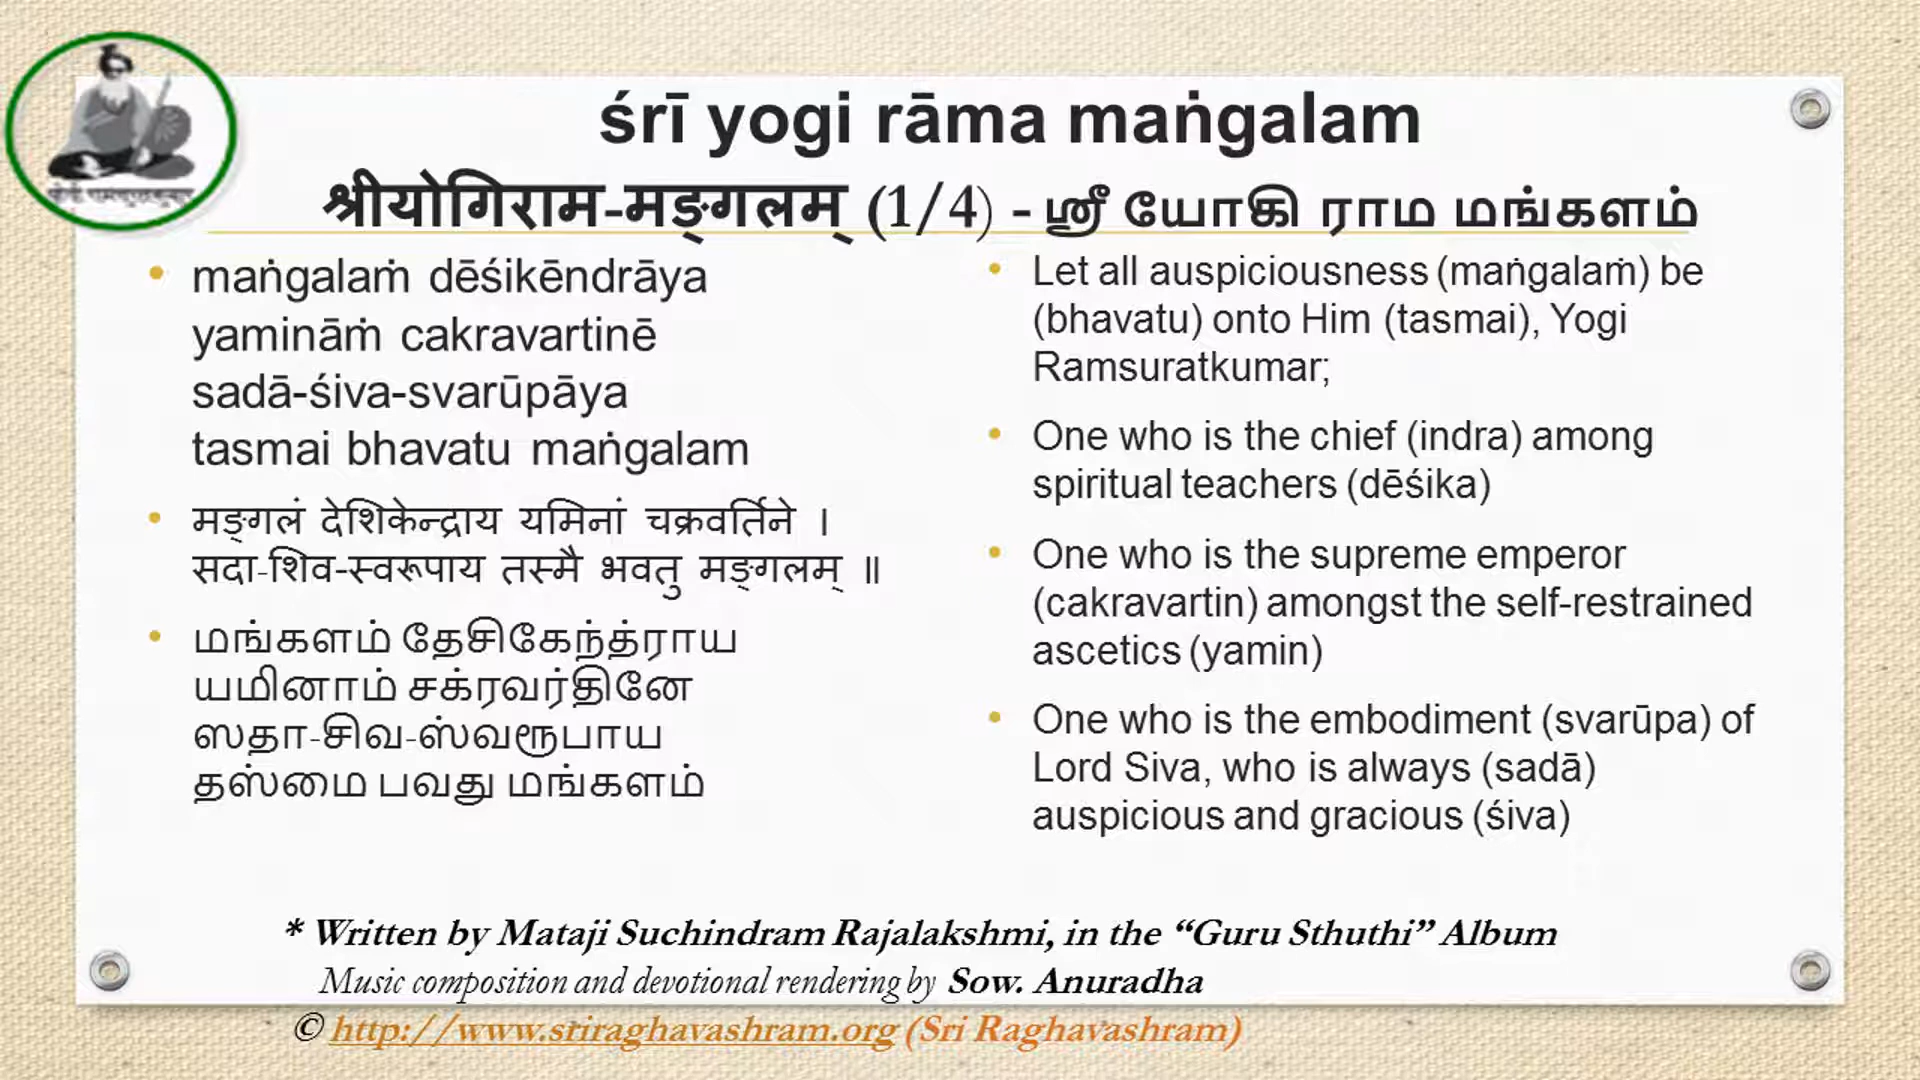 śrī yogi rāma maṅgalam
श्रीयोगिराम-मङ्गलम् (1/4) - ஸ்ரீ யோகி ராம மங்களம்
maṅgalaṁ dēśikēndrāya
yamināṁ cakravartinē
sadā-śiva-svarūpāya
tasmai bhavatu maṅgalam
मङ्गलं देशिकेन्द्राय यमिनां चक्रवर्तिने ।
सदा-शिव-स्वरूपाय तस्मै भवतु मङ्गलम् ॥
மங்களம் தேசிகேந்த்ராய
யமினாம் சக்ரவர்தினே
ஸதா-சிவ-ஸ்வரூபாய
தஸ்மை பவது மங்களம்
Let all auspiciousness (maṅgalaṁ) be
(bhavatu) onto Him (tasmai), Yogi
Ramsuratkumar;
One who is the chief (indra) among
spiritual teachers (dēśika)
One who is the supreme emperor
(cakravartin) amongst the self-restrained
ascetics (yamin)
One who is the embodiment (svarūpa) of
Lord Siva, who is always (sadā)
auspicious and gracious (śiva)
* Written by Mataji Suchindram Rajalakshmi, in the “Guru Sthuthi” Album
Music composition and devotional rendering by Sow. Anuradha
© http://www.sriraghavashram.org (Sri Raghavashram)